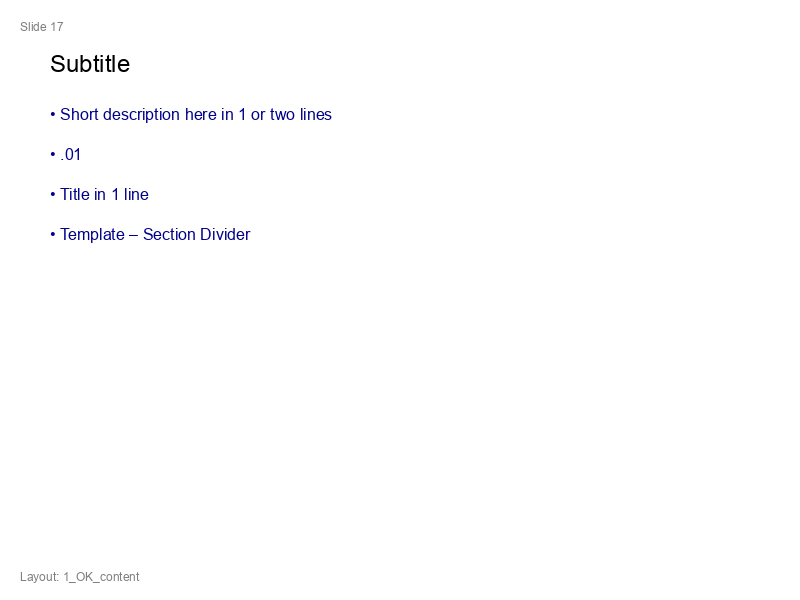 Slide 17
Subtitle
• Short description here in 1 or two lines
• .01
• Title in 1 line
• Template – Section Divider
Layout: 1_OK_content